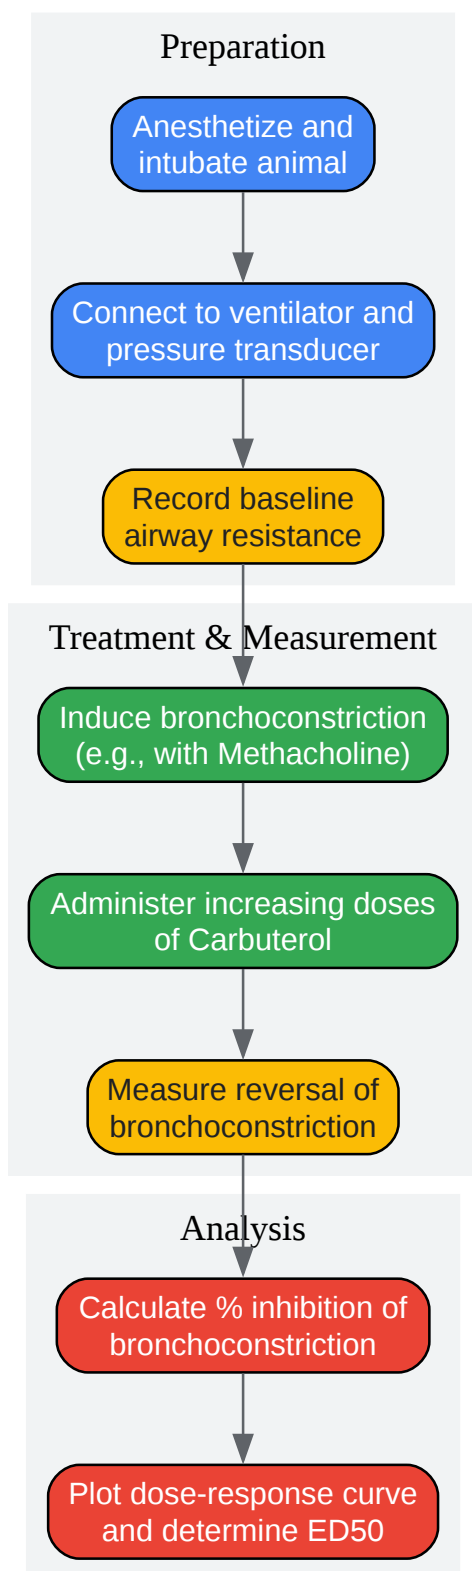 Preparation
Anesthetize and
intubate animal
Connect to ventilator and
pressure transducer
Record baseline
airway resistance
Treatment & Measurement
Induce bronchoconstriction
(e.g., with Methacholine)
Administer increasing doses
of Carbuterol
Measure reversal of
bronchoconstriction
Analysis
Calculate % inhibition of
bronchoconstriction
Plot dose-response curve
and determine ED50